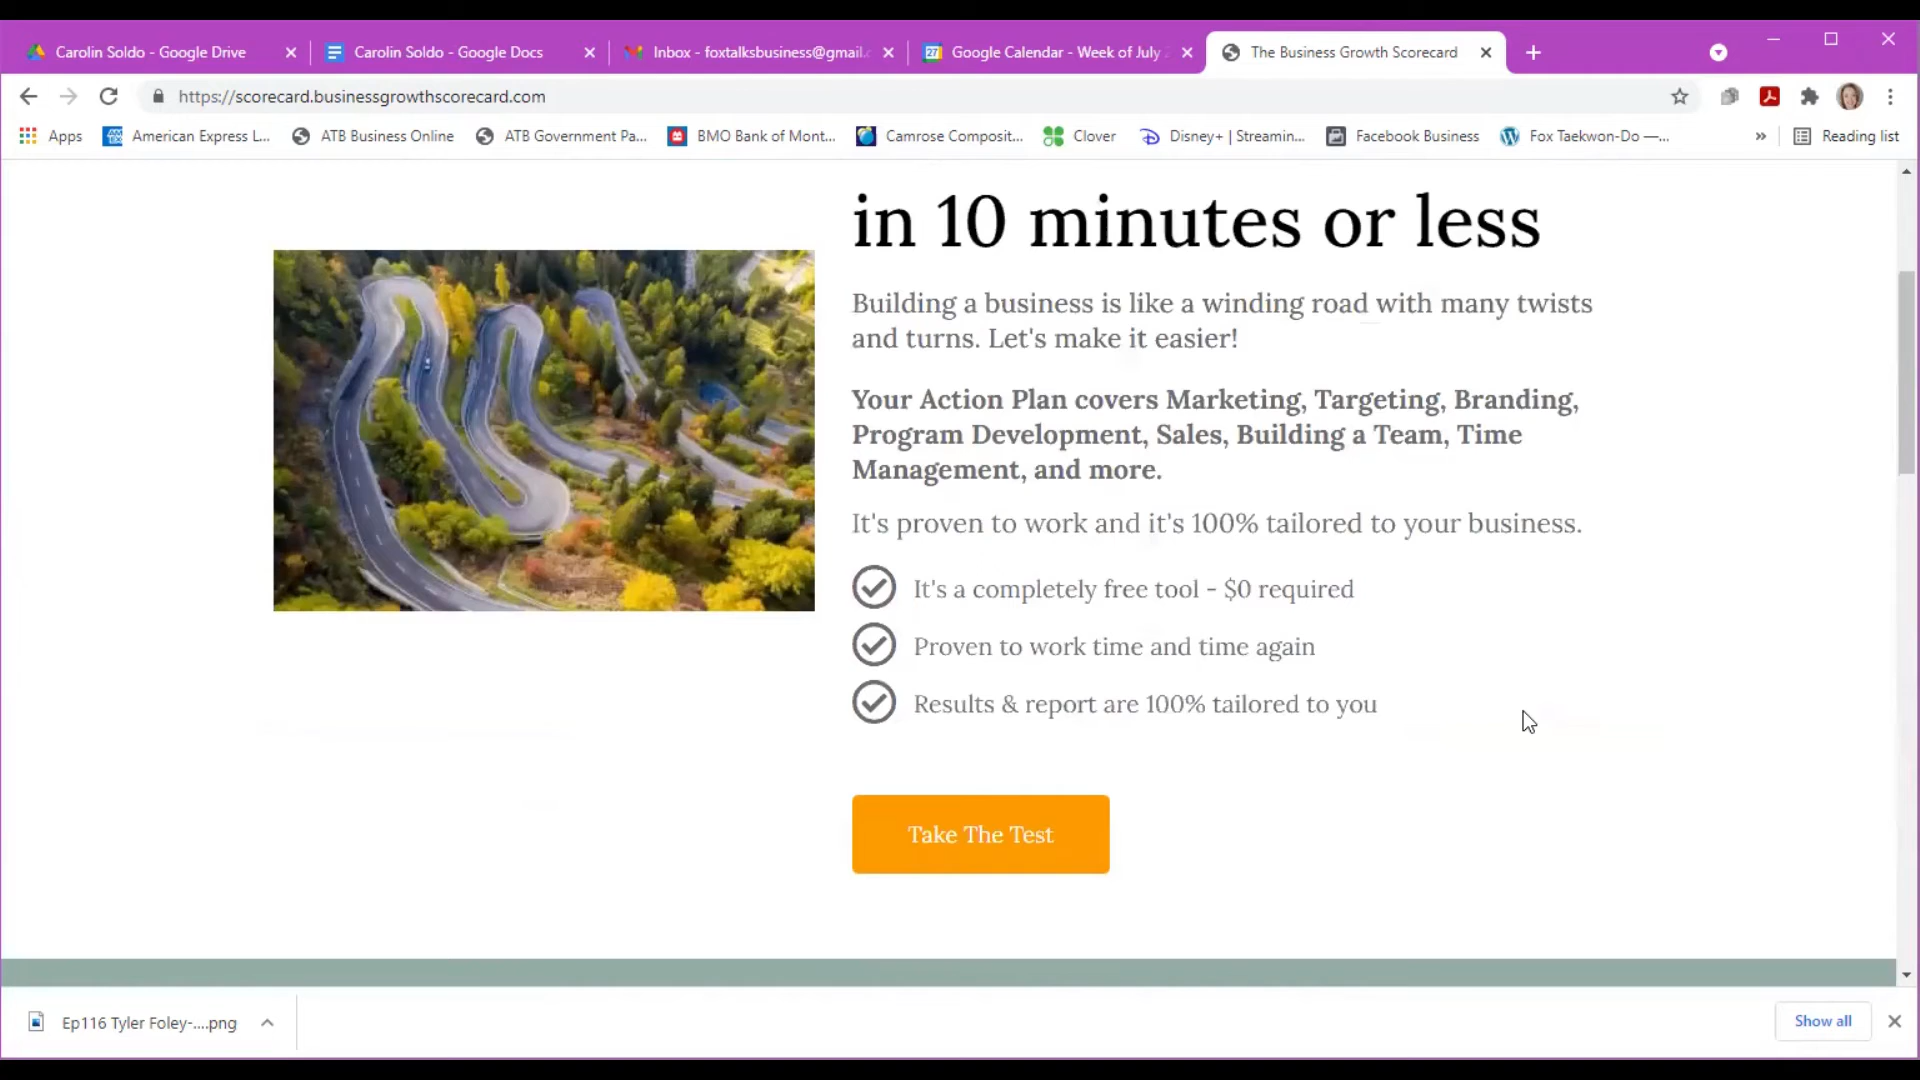 Carolin Soldo - Google Drive
Carolin Soldo - Google Docs
Inbox - foxtalksbusiness@gmail.c
27
Google Calendar - Week of July 2
The Business Growth Scorecard
https://scorecard.businessgrowthscorecard.com
Apps
American Express L...
ATB Business Online
ATB Government Pa...
BMO Bank of Mont...
Camrose Composit...
Clover
Disney+ | Streamin...
Facebook Business
Fox Taekwon-Do —...
»
Reading list
in 10 minutes or less
Building a business is like a winding road with many twists
and turns. Let's make it easier!
Your Action Plan covers Marketing, Targeting, Branding,
Program Development, Sales, Building a Team, Time
Management, and more.
It's proven to work and it's 100% tailored to your business.
It's a completely free tool - $0 required
Proven to work time and time again
Results & report are 100% tailored to you
Take The Test
Ep116 Tyler Foley-....png
Show all